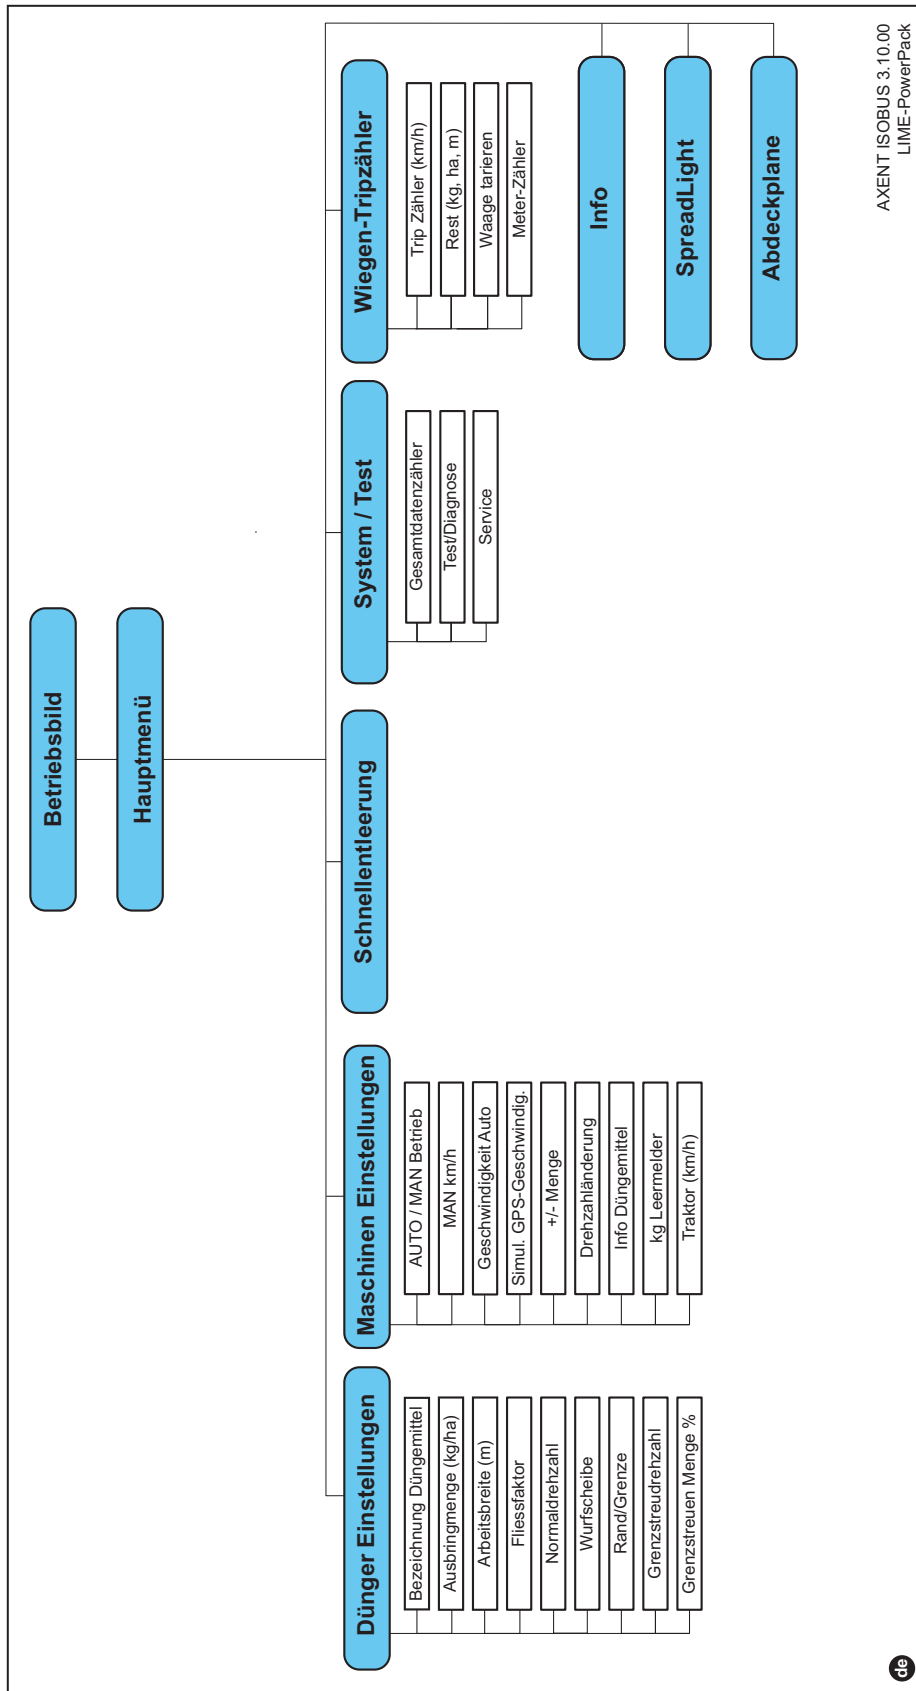 Betriebsbild
Hauptmenü
Dünger Einstellungen
Bezeichnung Düngemittel
Ausbringmenge (kg/ha)
Arbeitsbreite (m)
Fliessfaktor
Normaldrehzahl
Wurfscheibe
Rand/Grenze
Grenzstreudrehzahl
Grenzstreuen Menge %
Maschinen Einstellungen
AUTO / MAN Betrieb
MAN km/h
Geschwindigkeit Auto
Simul. GPS-Geschwindig.
+/- Menge
Drehzahländerung
Info Düngemittel
kg Leermelder
Traktor (km/h)
Schnellentleerung
System / Test
Gesamtdatenzähler
Test/Diagnose
Service
Wiegen-Tripzähler
Trip Zähler (km/h)
Rest (kg, ha, m)
Waage tarieren
Meter-Zähler
Info
SpreadLight
Abdeckplane
de
AXENT ISOBUS 3.10.00
LIME-PowerPack